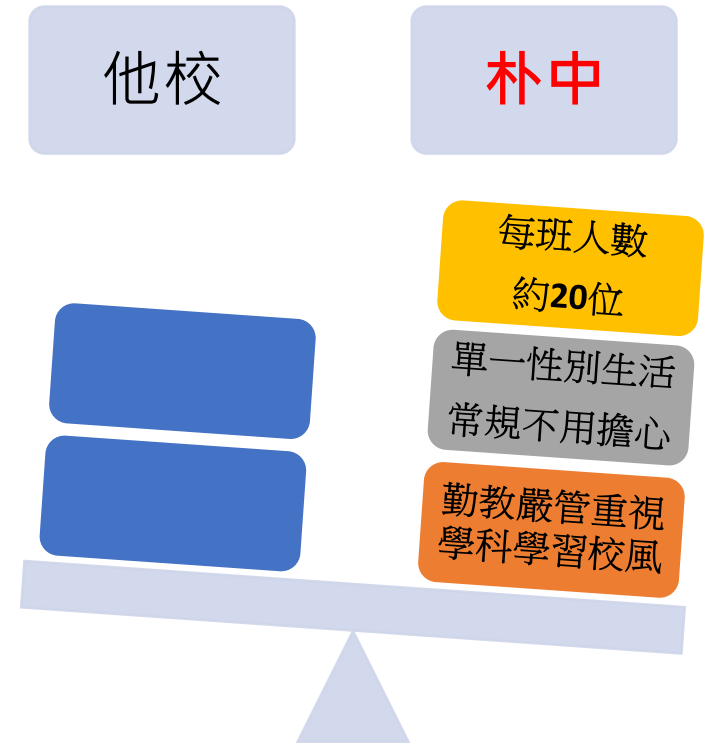 他校
朴中
每班人數
約20位
單一性別生活
常規不用擔心
勤教嚴管重視
學科學習校風